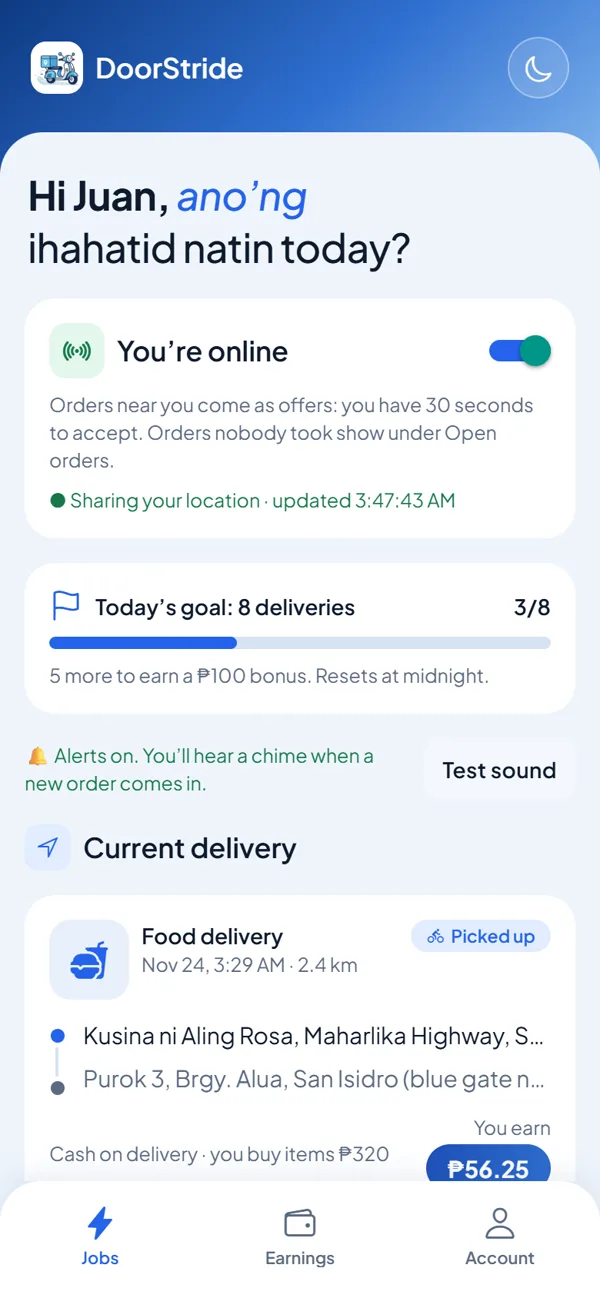 DoorStride
Hi Juan, ano’ng
ihahatid natin today?
You’re online
Orders near you come as offers: you have 30 seconds
to accept. Orders nobody took show under Open
orders.
Sharing your location · updated 3:47:43 AM
Today’s goal: 8 deliveries 3/8
5 more to earn a ₱100 bonus. Resets at midnight.
🔔 Alerts on. You’ll hear a chime when a
new order comes in.
Test sound
Current delivery
Food delivery
Picked up
Nov 24, 3:29 AM · 2.4 km
Kusina ni Aling Rosa, Maharlika Highway, S...
Purok 3, Brgy. Alua, San Isidro (blue gate n...
You earn
Cash on delivery · you buy items ₱320
₱56.25
Jobs
Earnings
Account